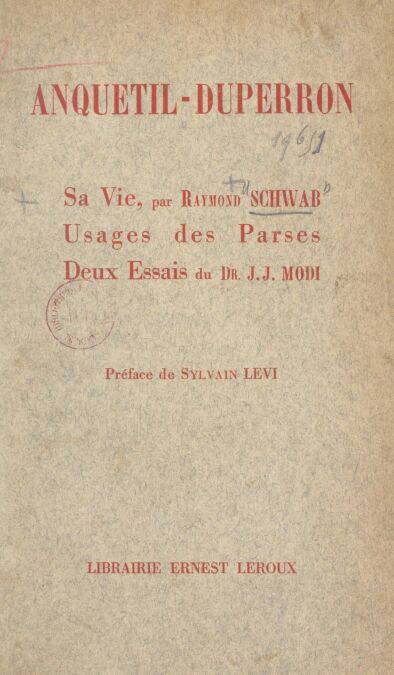 ANQUETIL-DUPERRON
Sa Vie, par RAYMOND "SCHWAB"
Usages des Parses
Deux Essais du DR. J.J. MODI
Préface de SYLVAIN LEVI
LIBRAIRIE ERNEST LEROUX